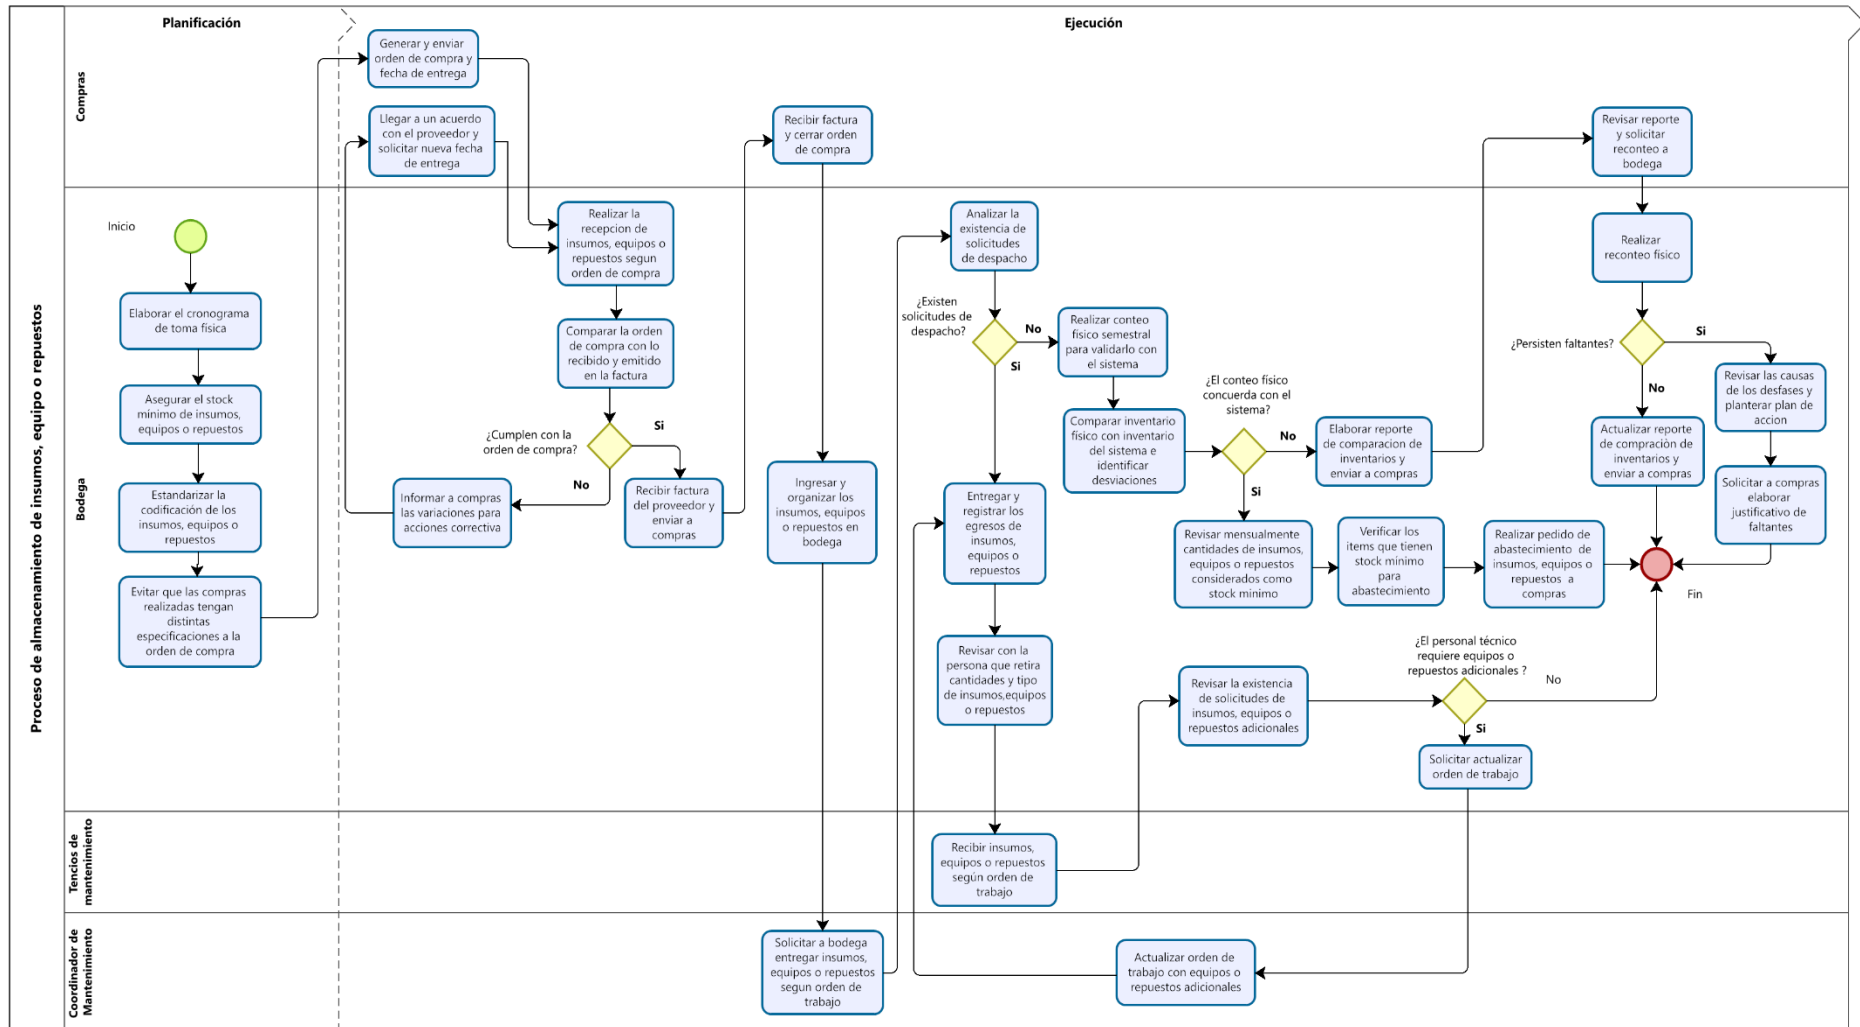 Proceso de almacenamiento de insumos, equipo o repuestos
Planificación
Ejecución
Compras
Generar y enviar
orden de compra y
fecha de entrega
Llegar a un acuerdo
con el proveedor y
solicitar nueva fecha
de entrega
Recibir factura
y cerrar orden
de compra
Revisar reporte
y solicitar
reconteo a
bodega
Bodega
Inicio
Elaborar el cronograma
de toma física
Asegurar el stock
mínimo de insumos,
equipos o repuestos
Estandarizar la
codificación de los
insumos, equipos o
repuestos
Evitar que las compras
realizadas tengan
distintas
especificaciones a la
orden de compra
Realizar la
recepcion de
insumos, equipos o
repuestos segun
orden de compra
Comparar la orden
de compra con lo
recibido y emitido
en la factura
¿Cumplen con la
orden de compra?
Si
No
Informar a compras
las variaciones para
acciones correctiva
Recibir factura
del proveedor y
enviar a
compras
Ingresar y
organizar los
insumos, equipos
o repuestos en
bodega
Analizar la
existencia de
solicitudes
de despacho
¿Existen
solicitudes de
despacho?
No
Si
Realizar conteo
físico semestral
para validarlo con
el sistema
Comparar inventario
físico con inventario
del sistema e
identificar
desviaciones
¿El conteo físico
concuerda con el
sistema?
No
Si
Elaborar reporte
de comparacion de
inventarios y
enviar a compras
Realizar
reconteo físico
¿Persisten faltantes?
Si
No
Revisar las causas
de los desfases y
planterar plan de
accion
Actualizar reporte
de compración de
inventarios y
enviar a compras
Solicitar a compras
elaborar
justificativo de
faltantes
Entregar y
registrar los
egresos de
insumos,
equipos o
repuestos
Revisar mensualmente
cantidades de insumos,
equipos o repuestos
considerados como
stock minimo
Verificar los
items que tienen
stock mínimo
para
abastecimiento
Realizar pedido de
abastecimiento de
insumos, equipos o
repuestos a
compras
Fin
Revisar con la
persona que retira
cantidades y tipo
de insumos,equipos
o repuestos
Revisar la existencia
de solicitudes de
insumos, equipos o
repuestos adicionales
¿El personal técnico
requiere equipos o
repuestos adicionales ?
No
Si
Solicitar actualizar
orden de trabajo
Tencios de
mantenimiento
Recibir insumos,
equipos o repuestos
según orden de
trabajo
Coordinador de
Mantenimiento
Solicitar a bodega
entregar insumos,
equipos o repuestos
segun orden de
trabajo
Actualizar orden de
trabajo con equipos o
repuestos adicionales